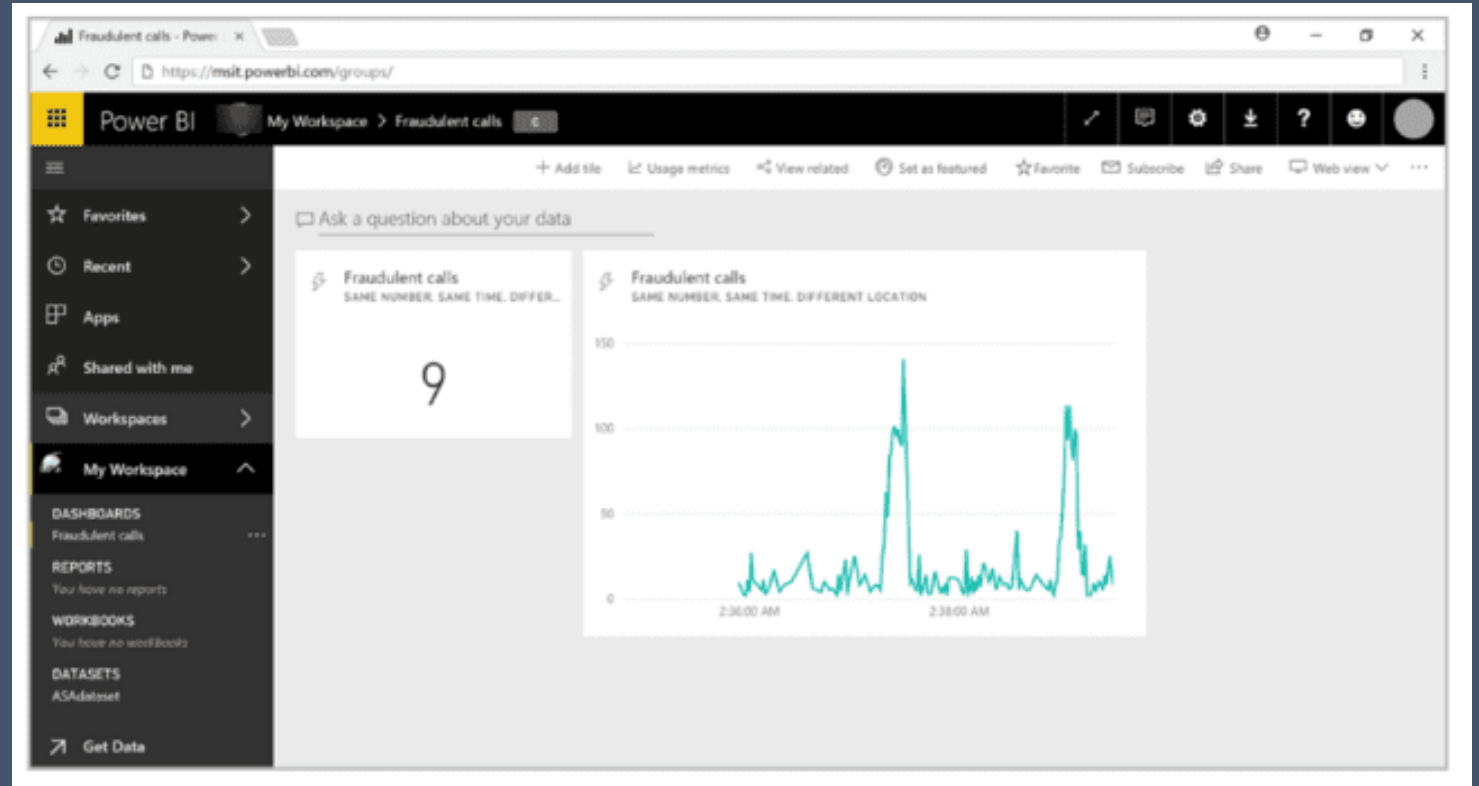 Fraudulent calls - Power
https://msit.powerbi.com/groups/
Power BI My Workspace > Fraudulent calls C
+ Add tile Usage metrics View related Set as featured Favorite Subscribe Share Web view ...
Favorites
Recent
Apps
Shared with me
Workspaces
My Workspace
DASHBOARDS
Fraudulent calls ...
REPORTS
You have no reports
WORKBOOKS
You have no workbooks
DATASETS
ASAdataset
Get Data
Ask a question about your data
Fraudulent calls
SAME NUMBER, SAME TIME, DIFFER...
9
Fraudulent calls
SAME NUMBER, SAME TIME, DIFFERENT LOCATION
150
100
50
0
2:36:00 AM 2:38:00 AM